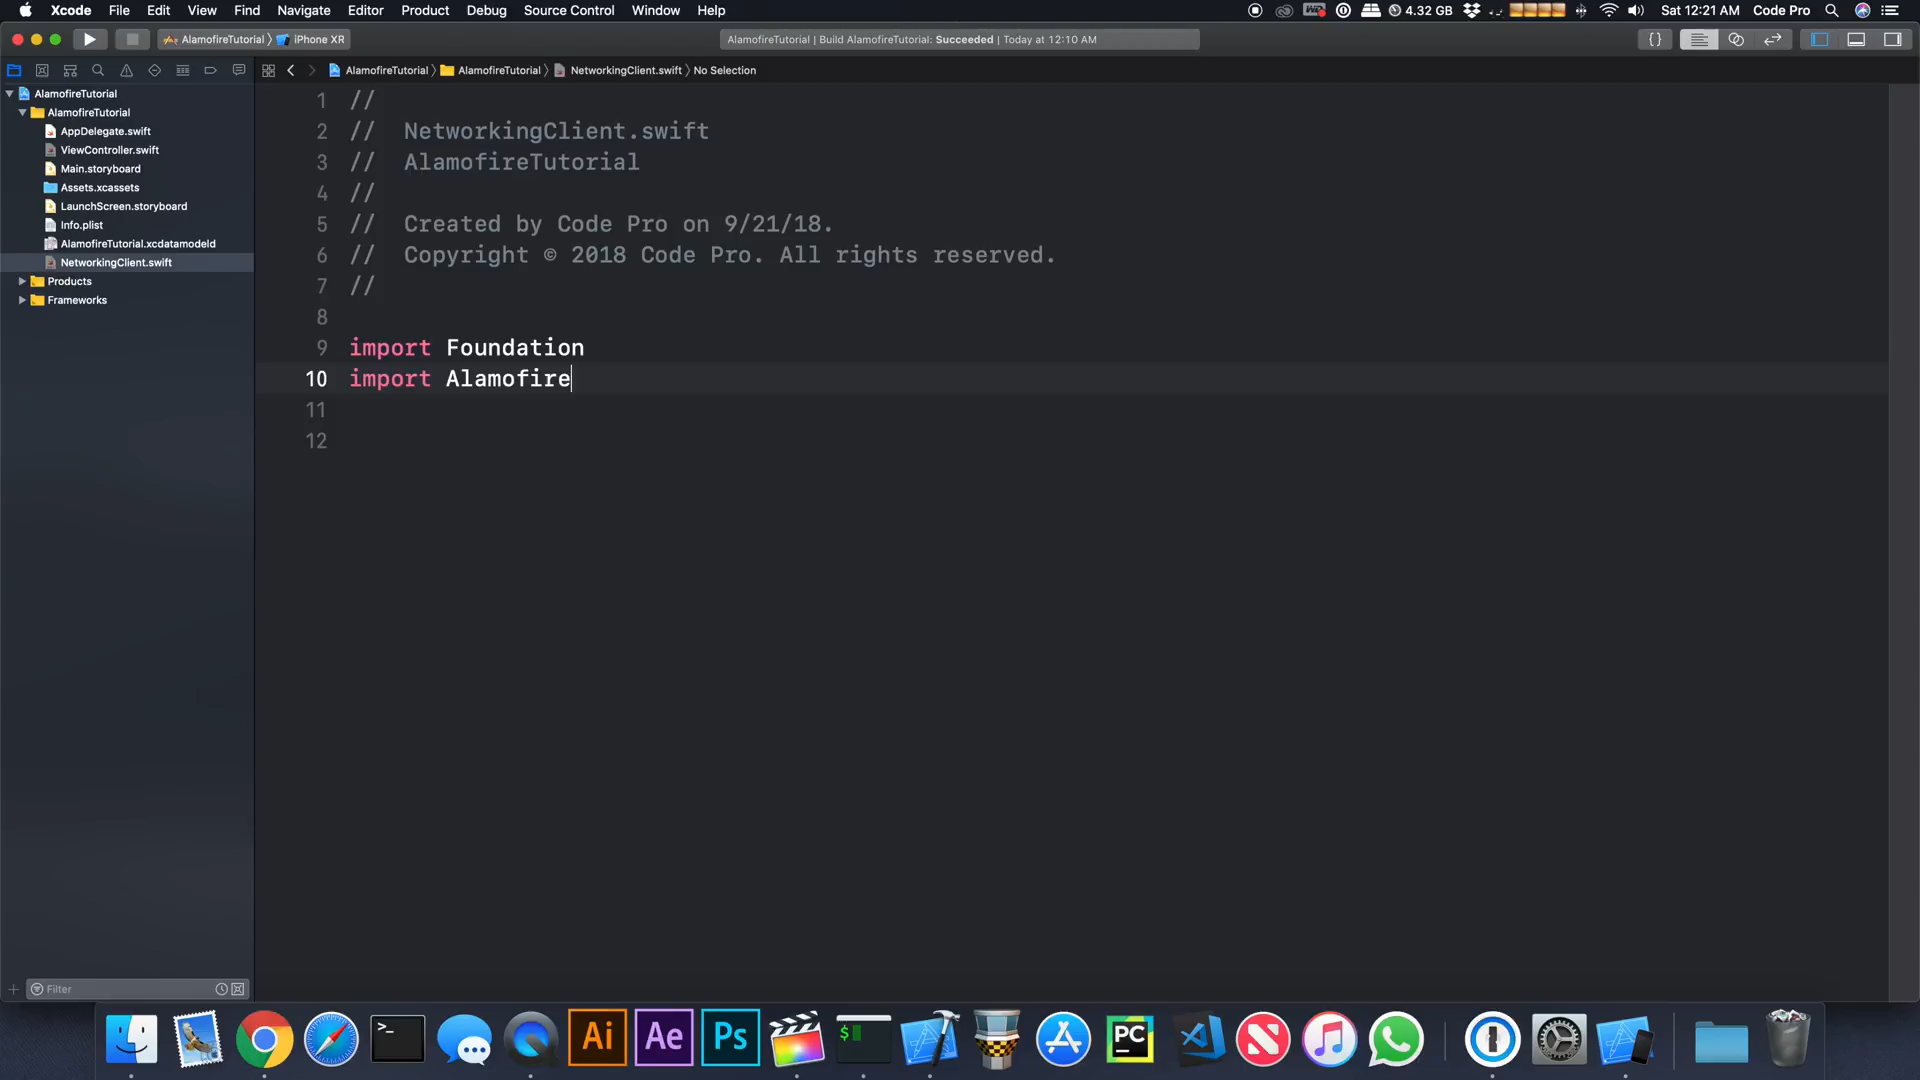 Xcode File Edit View Find Navigate Editor Product Debug Source Control Window Help 4.32 GB Sat 12:21 AM Code Pro
AlamofireTutorial iPhone XR
AlamofireTutorial | Build AlamofireTutorial: Succeeded | Today at 12:10 AM
{}
AlamofireTutorial AlamofireTutorial NetworkingClient.swift No Selection
AlamofireTutorial
AlamofireTutorial
AppDelegate.swift
ViewController.swift
Main.storyboard
Assets.xcassets
LaunchScreen.storyboard
Info.plist
AlamofireTutorial.xcdatamodeld
NetworkingClient.swift
Products
Frameworks
1 //
2 //  NetworkingClient.swift
3 //  AlamofireTutorial
4 //
5 //  Created by Code Pro on 9/21/18.
6 //  Copyright © 2018 Code Pro. All rights reserved.
7 //
8
9 import Foundation
10 import Alamofire
11
12
Filter
>_ Ai Ae Ps $ PC